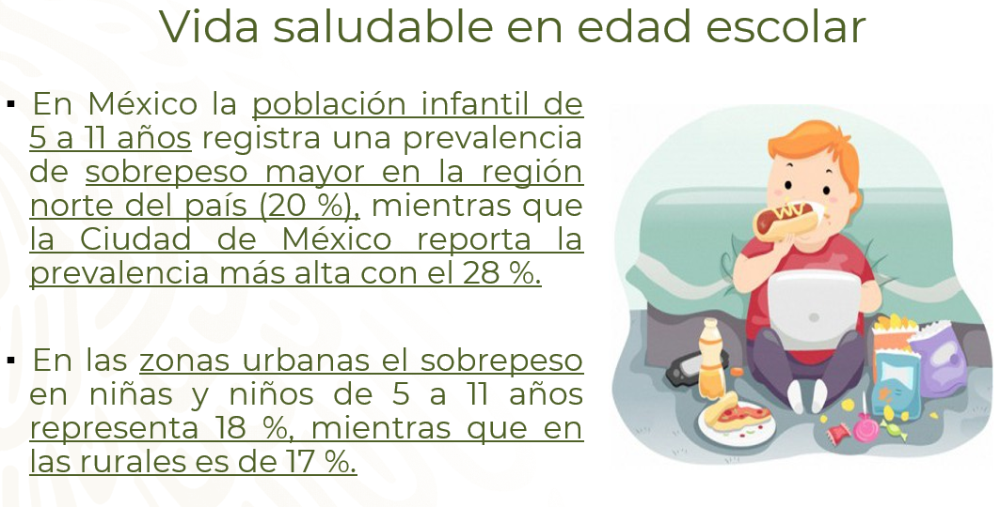 Vida saludable en edad escolar
▪ En México la población infantil de
5 a 11 años registra una prevalencia
de sobrepeso mayor en la región
norte del país (20 %), mientras que
la Ciudad de México reporta la
prevalencia más alta con el 28 %.
▪ En las zonas urbanas el sobrepeso
en niñas y niños de 5 a 11 años
representa 18 %, mientras que en
las rurales es de 17 %.